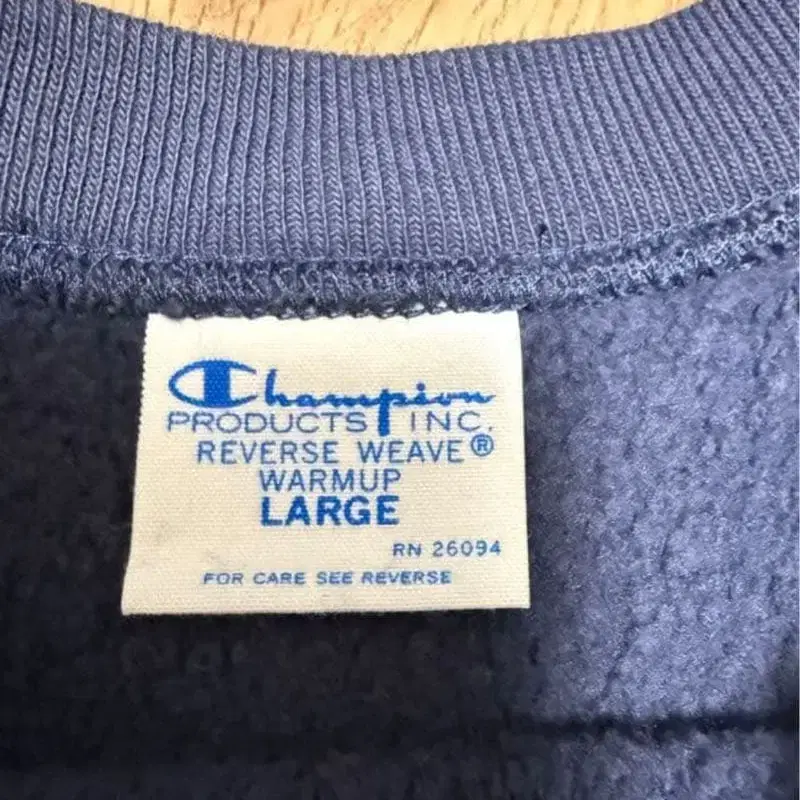 Champion
PRODUCTS INC.
REVERSE WEAVE®
WARMUP
LARGE
RN 26094
FOR CARE SEE REVERSE